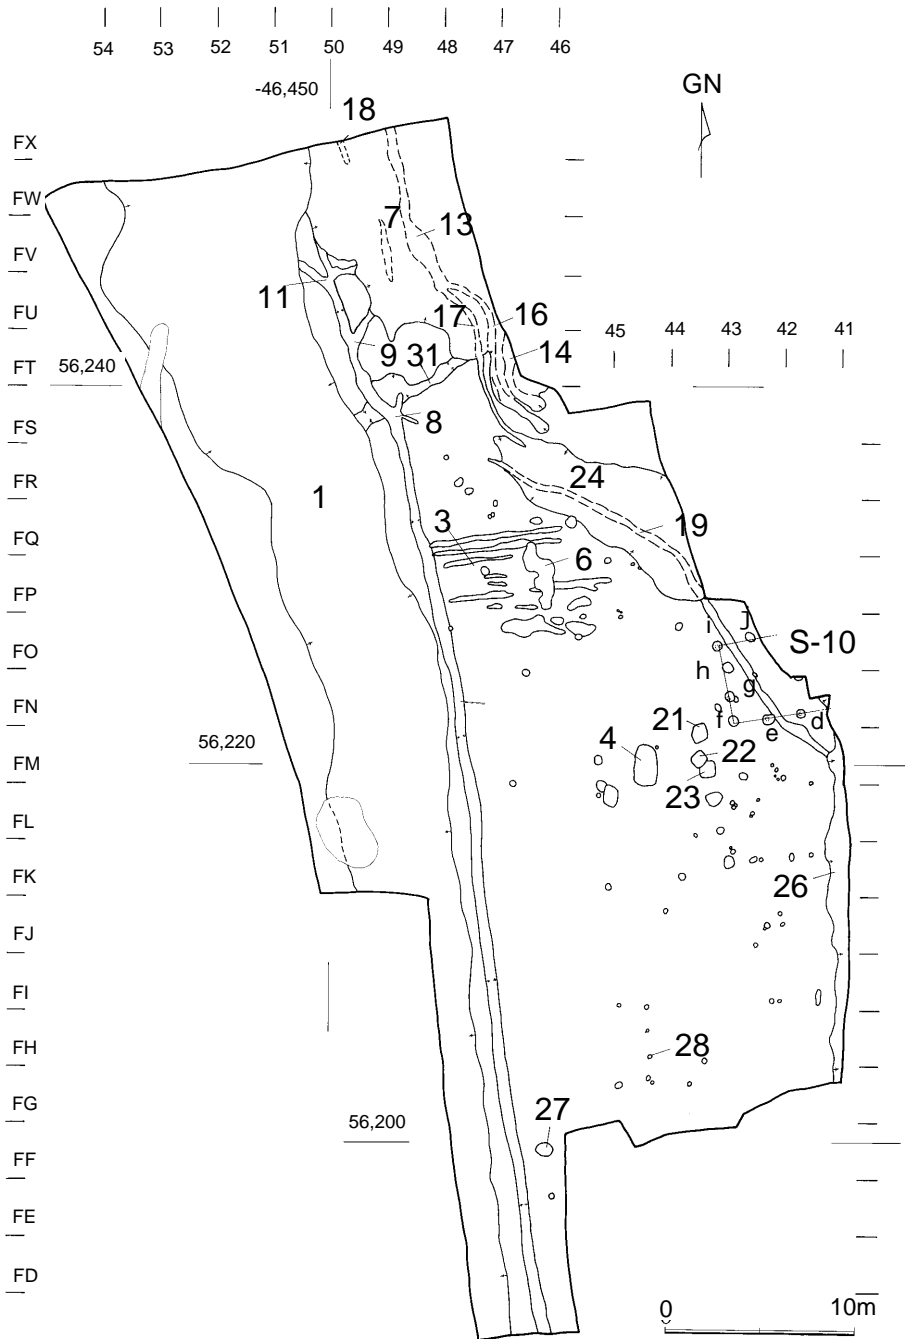 54 53 52 51 50 49 48 47 46
-46,450
GN
18
FX
FW
7 13
FV
11
16
FU
17
45 44 43 42 41
9 31 14
56,240
FT
8
FS
24
FR
1
3 19
FQ
6
FP
i J
S-10
FO
h
g
FN
21 f e d
56,220 4
22
FM
23
FL
26
FK
FJ
FI
28
FH
27
FG
56,200
FF
FE
FD
0 10m